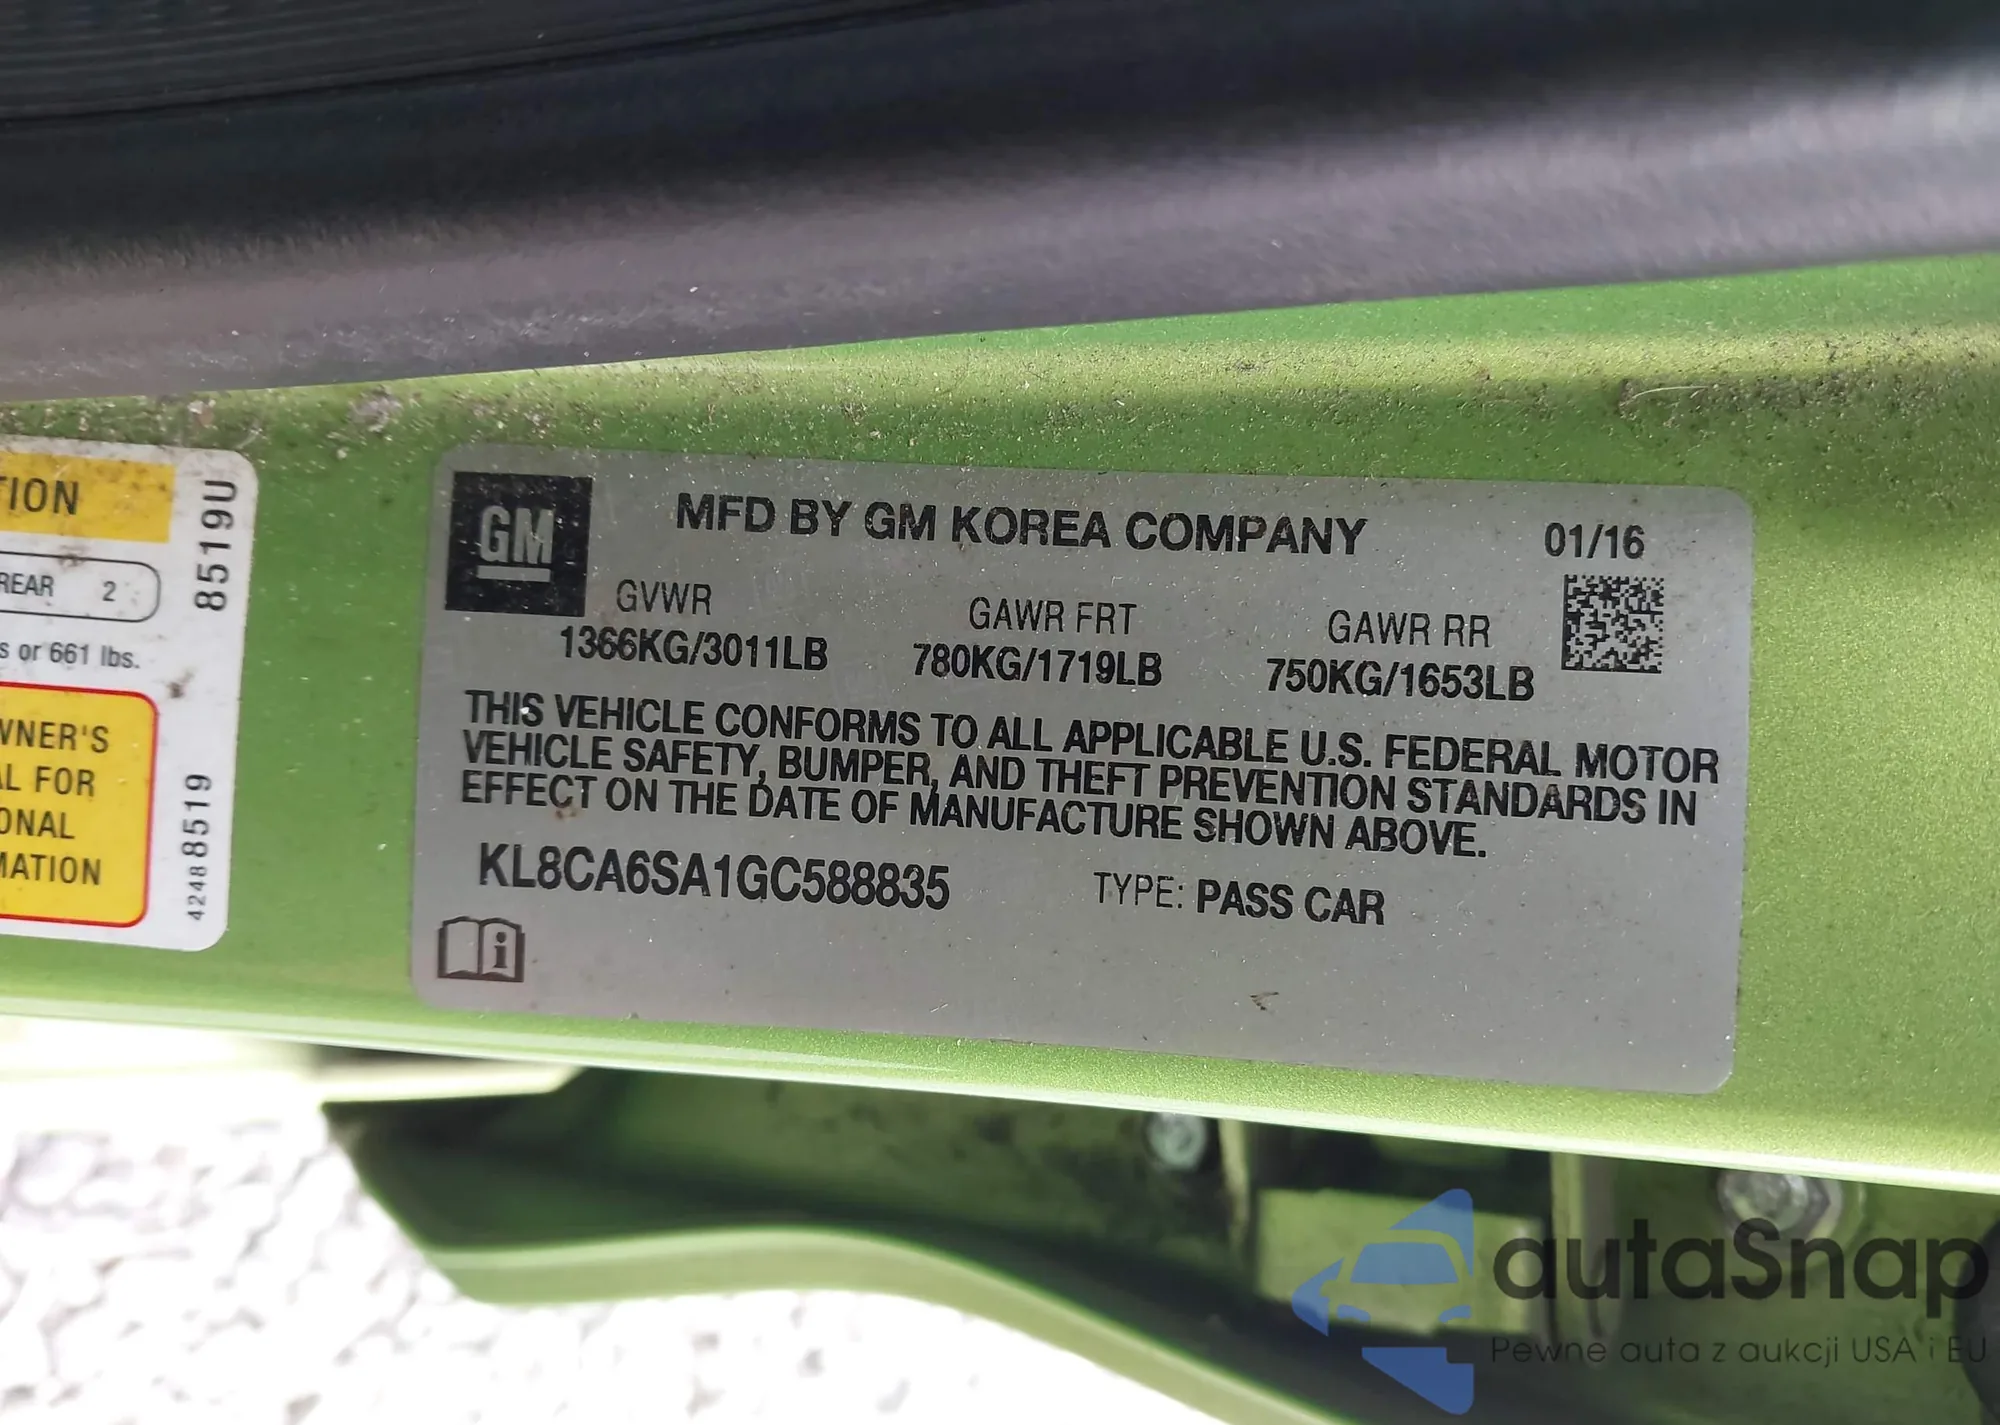 TION
REAR 2
s or 661 lbs.
WNER'S
AL FOR
ONAL
MATION
8519U
42488519
GM
MFD BY GM KOREA COMPANY 01/16
GVWR GAWR FRT GAWR RR
1366KG/3011LB 780KG/1719LB 750KG/1653LB
THIS VEHICLE CONFORMS TO ALL APPLICABLE U.S. FEDERAL MOTOR
VEHICLE SAFETY, BUMPER, AND THEFT PREVENTION STANDARDS IN
EFFECT ON THE DATE OF MANUFACTURE SHOWN ABOVE.
KL8CA6SA1GC588835 TYPE: PASS CAR
i
autaSnap
Pewne auta z aukcji USA i EU